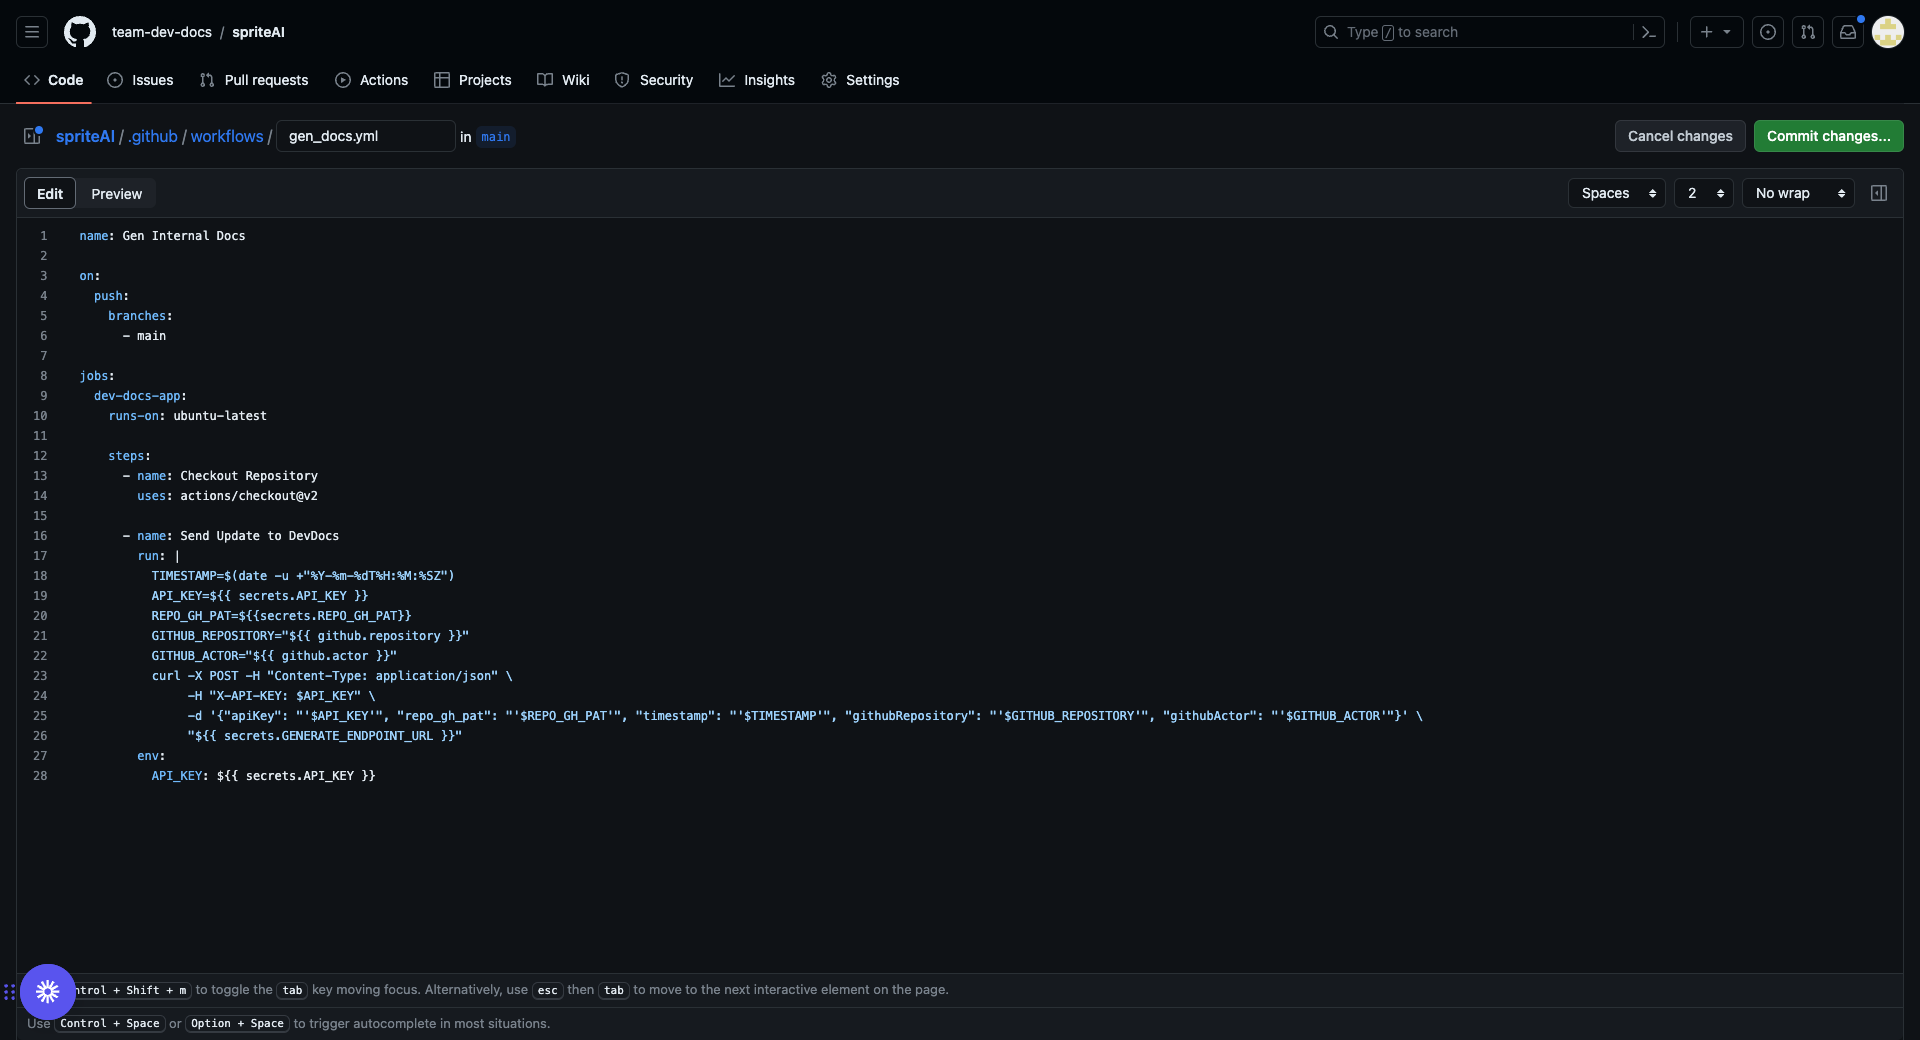 team-dev-docs / spriteAI
Type / to search
Code
Issues
Pull requests
Actions
Projects
Wiki
Security
Insights
Settings
spriteAI / .github / workflows / gen_docs.yml in main
Cancel changes
Commit changes...
Edit
Preview
Spaces
2
No wrap
1 name: Gen Internal Docs
2
3 on:
4   push:
5     branches:
6       - main
7
8 jobs:
9   dev-docs-app:
10     runs-on: ubuntu-latest
11
12     steps:
13       - name: Checkout Repository
14         uses: actions/checkout@v2
15
16       - name: Send Update to DevDocs
17         run: |
18           TIMESTAMP=$(date -u +"%Y-%m-%dT%H:%M:%SZ")
19           API_KEY=${{ secrets.API_KEY }}
20           REPO_GH_PAT=${{secrets.REPO_GH_PAT}}
21           GITHUB_REPOSITORY="${{ github.repository }}"
22           GITHUB_ACTOR="${{ github.actor }}"
23           curl -X POST -H "Content-Type: application/json" \
24                -H "X-API-KEY: $API_KEY" \
25                -d '{"apiKey": "'$API_KEY'", "repo_gh_pat": "'$REPO_GH_PAT'", "timestamp": "'$TIMESTAMP'", "githubRepository": "'$GITHUB_REPOSITORY'", "githubActor": "'$GITHUB_ACTOR'"}' \
26                "${{ secrets.GENERATE_ENDPOINT_URL }}"
27         env:
28           API_KEY: ${{ secrets.API_KEY }}
ntrol + Shift + m to toggle the tab key moving focus. Alternatively, use esc then tab to move to the next interactive element on the page.
Use Control + Space or Option + Space to trigger autocomplete in most situations.